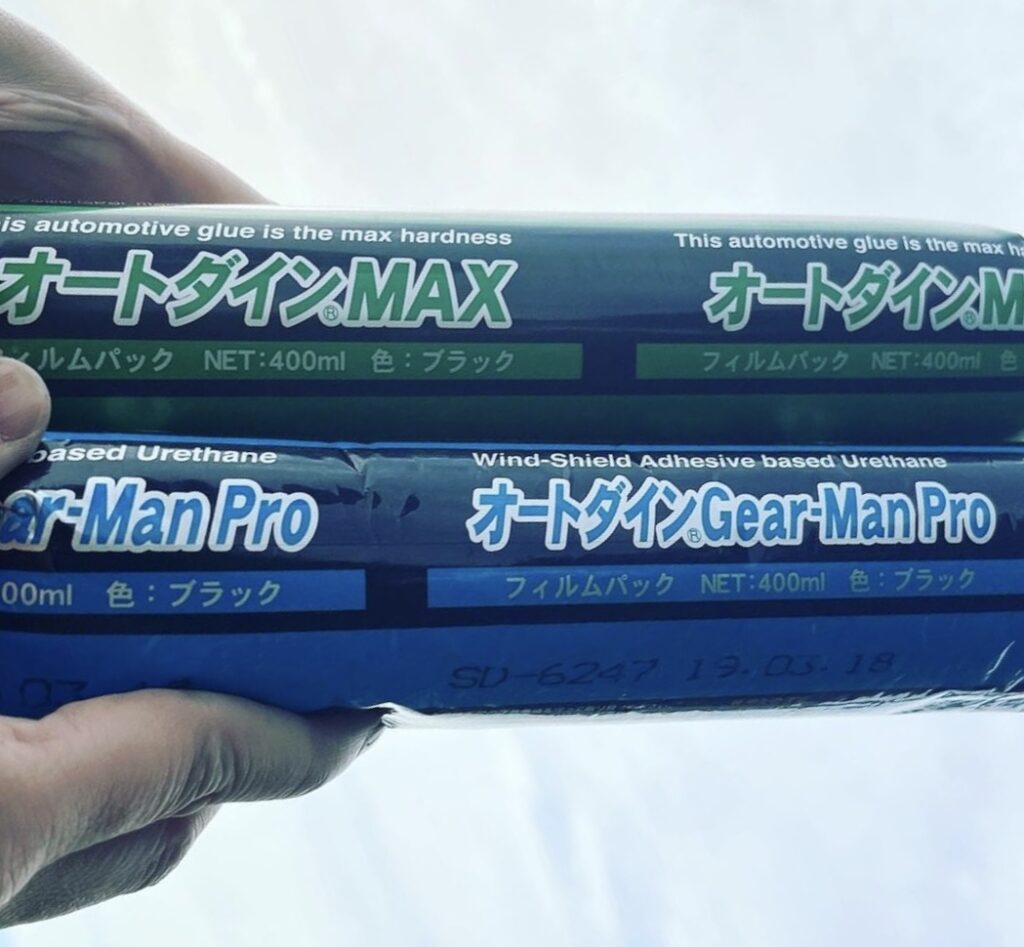 is automotive glue is the max hardness
This automotive glue is the max
オートダイン®MAX
オートダイン®M
ィルムパック NET:400ml 色:ブラック
フィルムパック NET:400ml 色
based Urethane
Wind-Shield Adhesive based Urethane
ar-Man Pro
オートダイン®Gear-Man Pro
00ml 色:ブラック
フィルムパック NET:400ml 色:ブラック
SD-6247 19.03.18